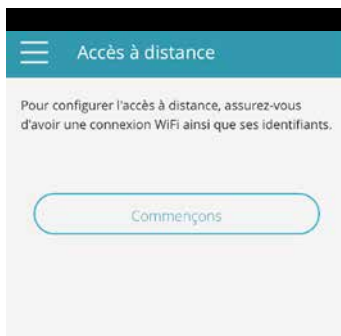 Accès à distance
Pour configurer l'accès à distance, assurez-vous
d'avoir une connexion WiFi ainsi que ses identifiants.
Commençons